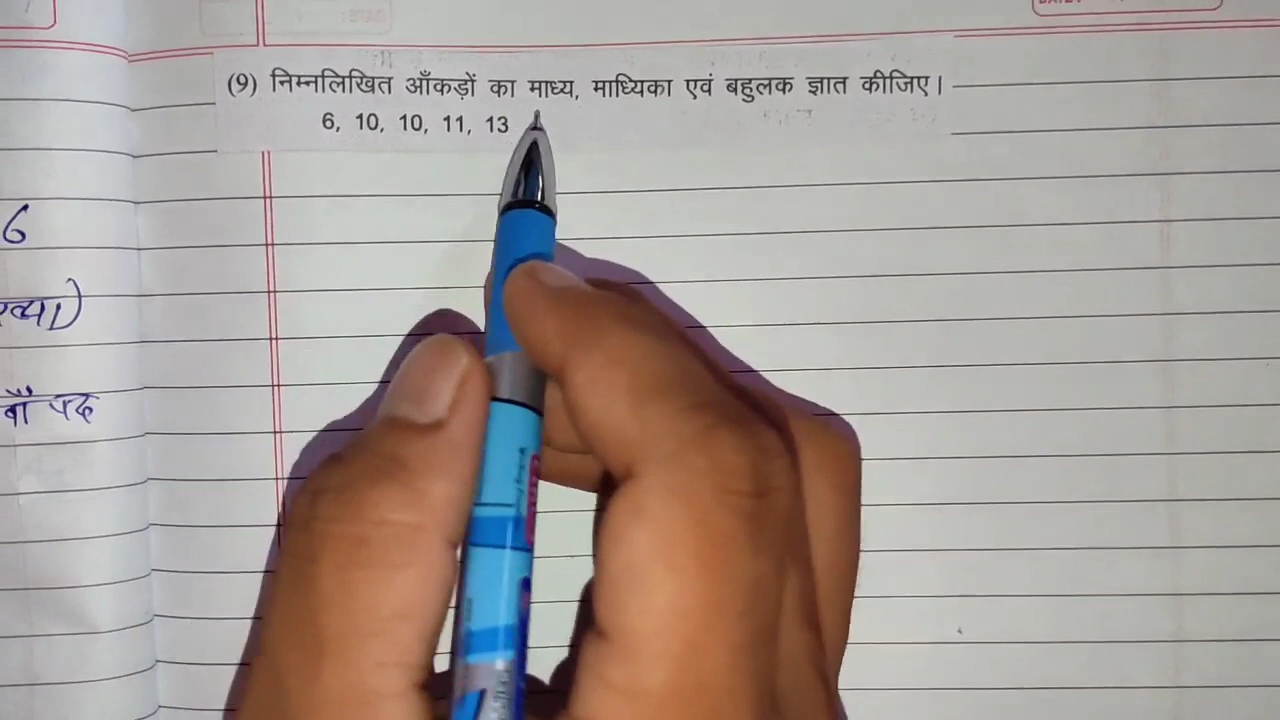 (9) निम्नलिखित आँकड़ों का माध्य, माध्यिका एवं बहुलक ज्ञात कीजिए।
6, 10, 10, 11, 13
6
वाँ पद